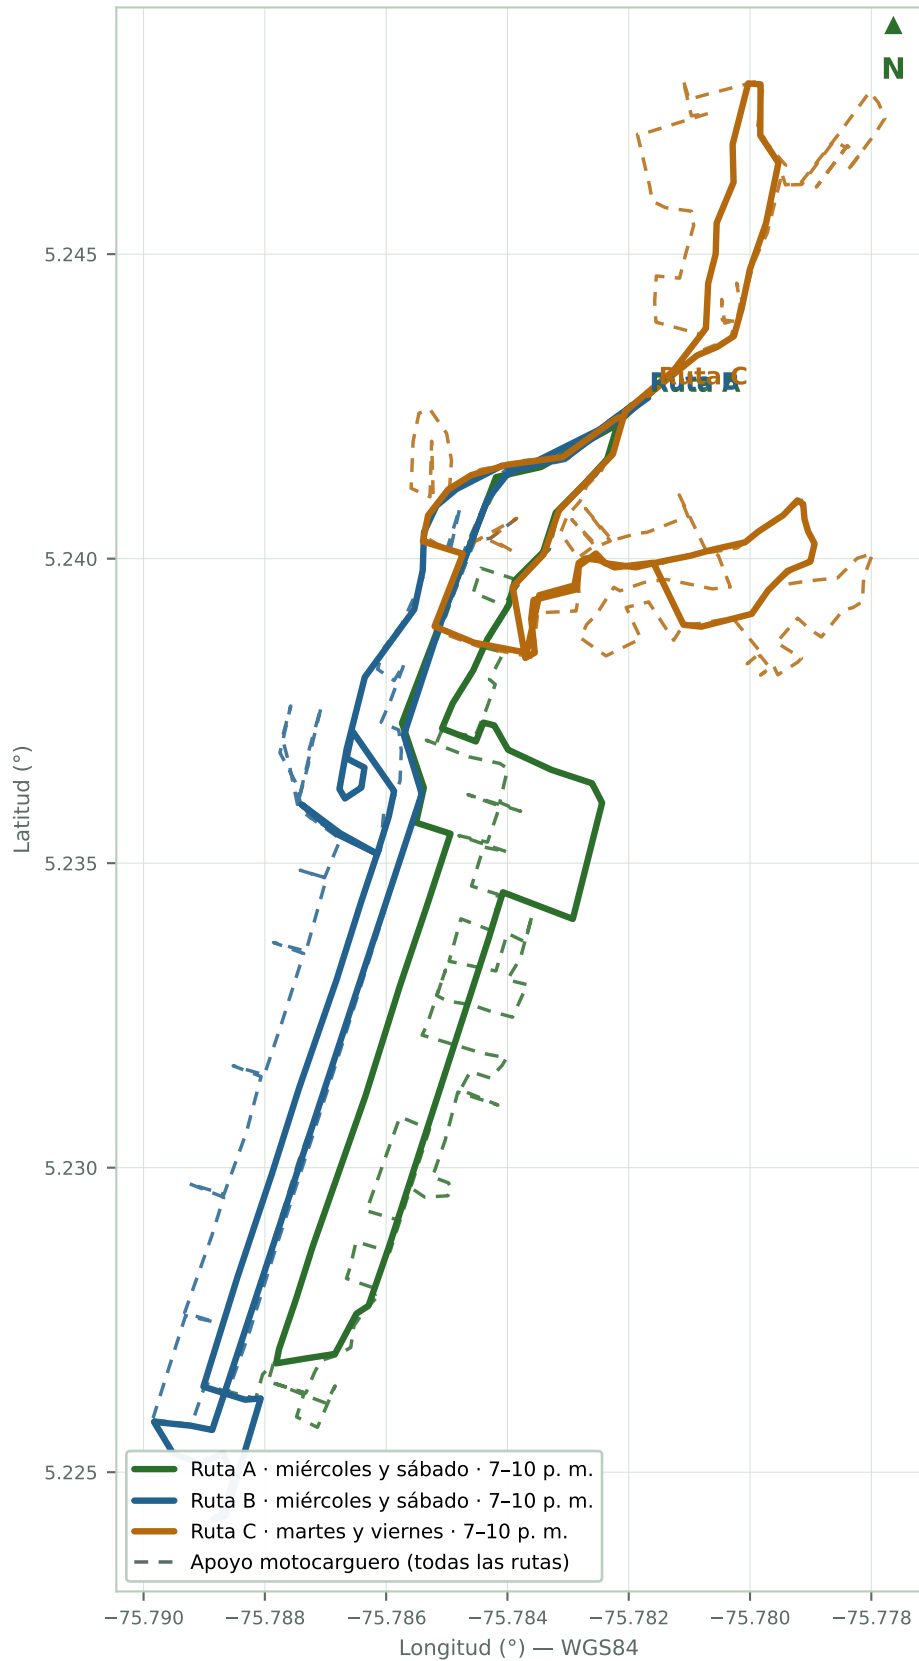 N
5.245
Ruta A
Ruta B
Ruta C
5.240
5.235
5.230
5.225
Latitud (°)
Ruta A · miércoles y sábado · 7–10 p. m.
Ruta B · miércoles y sábado · 7–10 p. m.
Ruta C · martes y viernes · 7–10 p. m.
Apoyo motocarguero (todas las rutas)
−75.790 −75.788 −75.786 −75.784 −75.782 −75.780 −75.778
Longitud (°) — WGS84